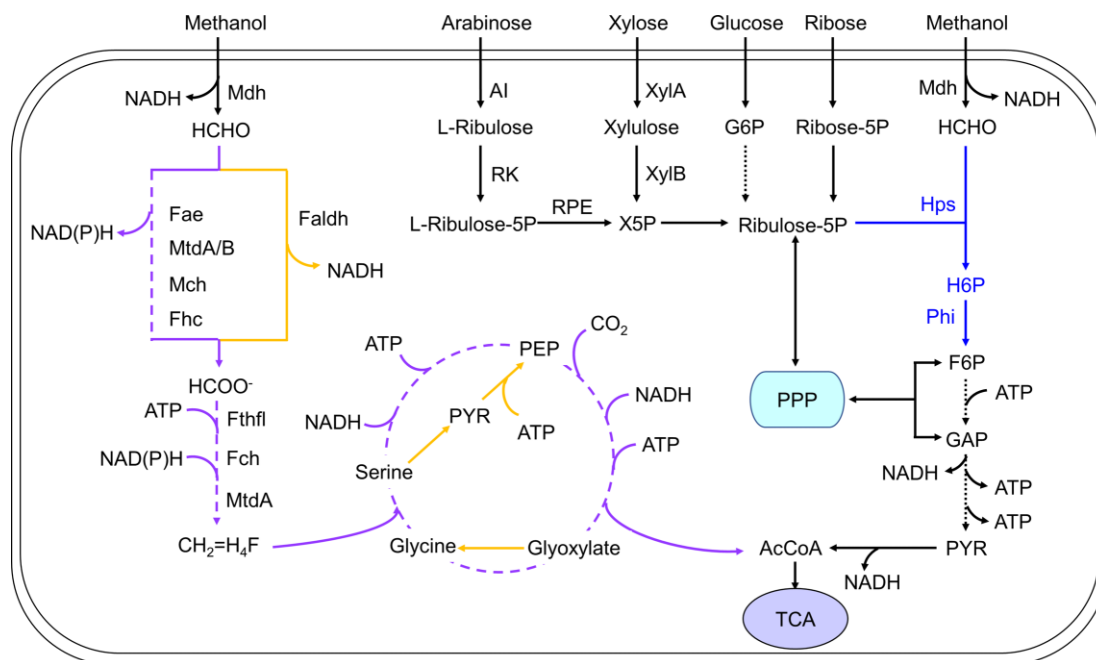 Methanol
Arabinose
Xylose
Glucose
Ribose
Methanol
NADH
Mdh
AI
XylA
Mdh
NADH
HCHO
L-Ribulose
Xylulose
G6P
Ribose-5P
HCHO
RK
XylB
Fae
Faldh
NAD(P)H
MtdA/B
NADH
Mch
Fhc
L-Ribulose-5P
RPE
X5P
Ribulose-5P
Hps
H6P
Phi
CO₂
ATP
PEP
F6P
HCOO⁻
NADH
PYR
NADH
PPP
ATP
ATP
Fthfl
ATP
ATP
GAP
NAD(P)H
Fch
Serine
NADH
ATP
MtdA
ATP
CH₂=H₄F
Glycine
Glyoxylate
AcCoA
PYR
NADH
TCA